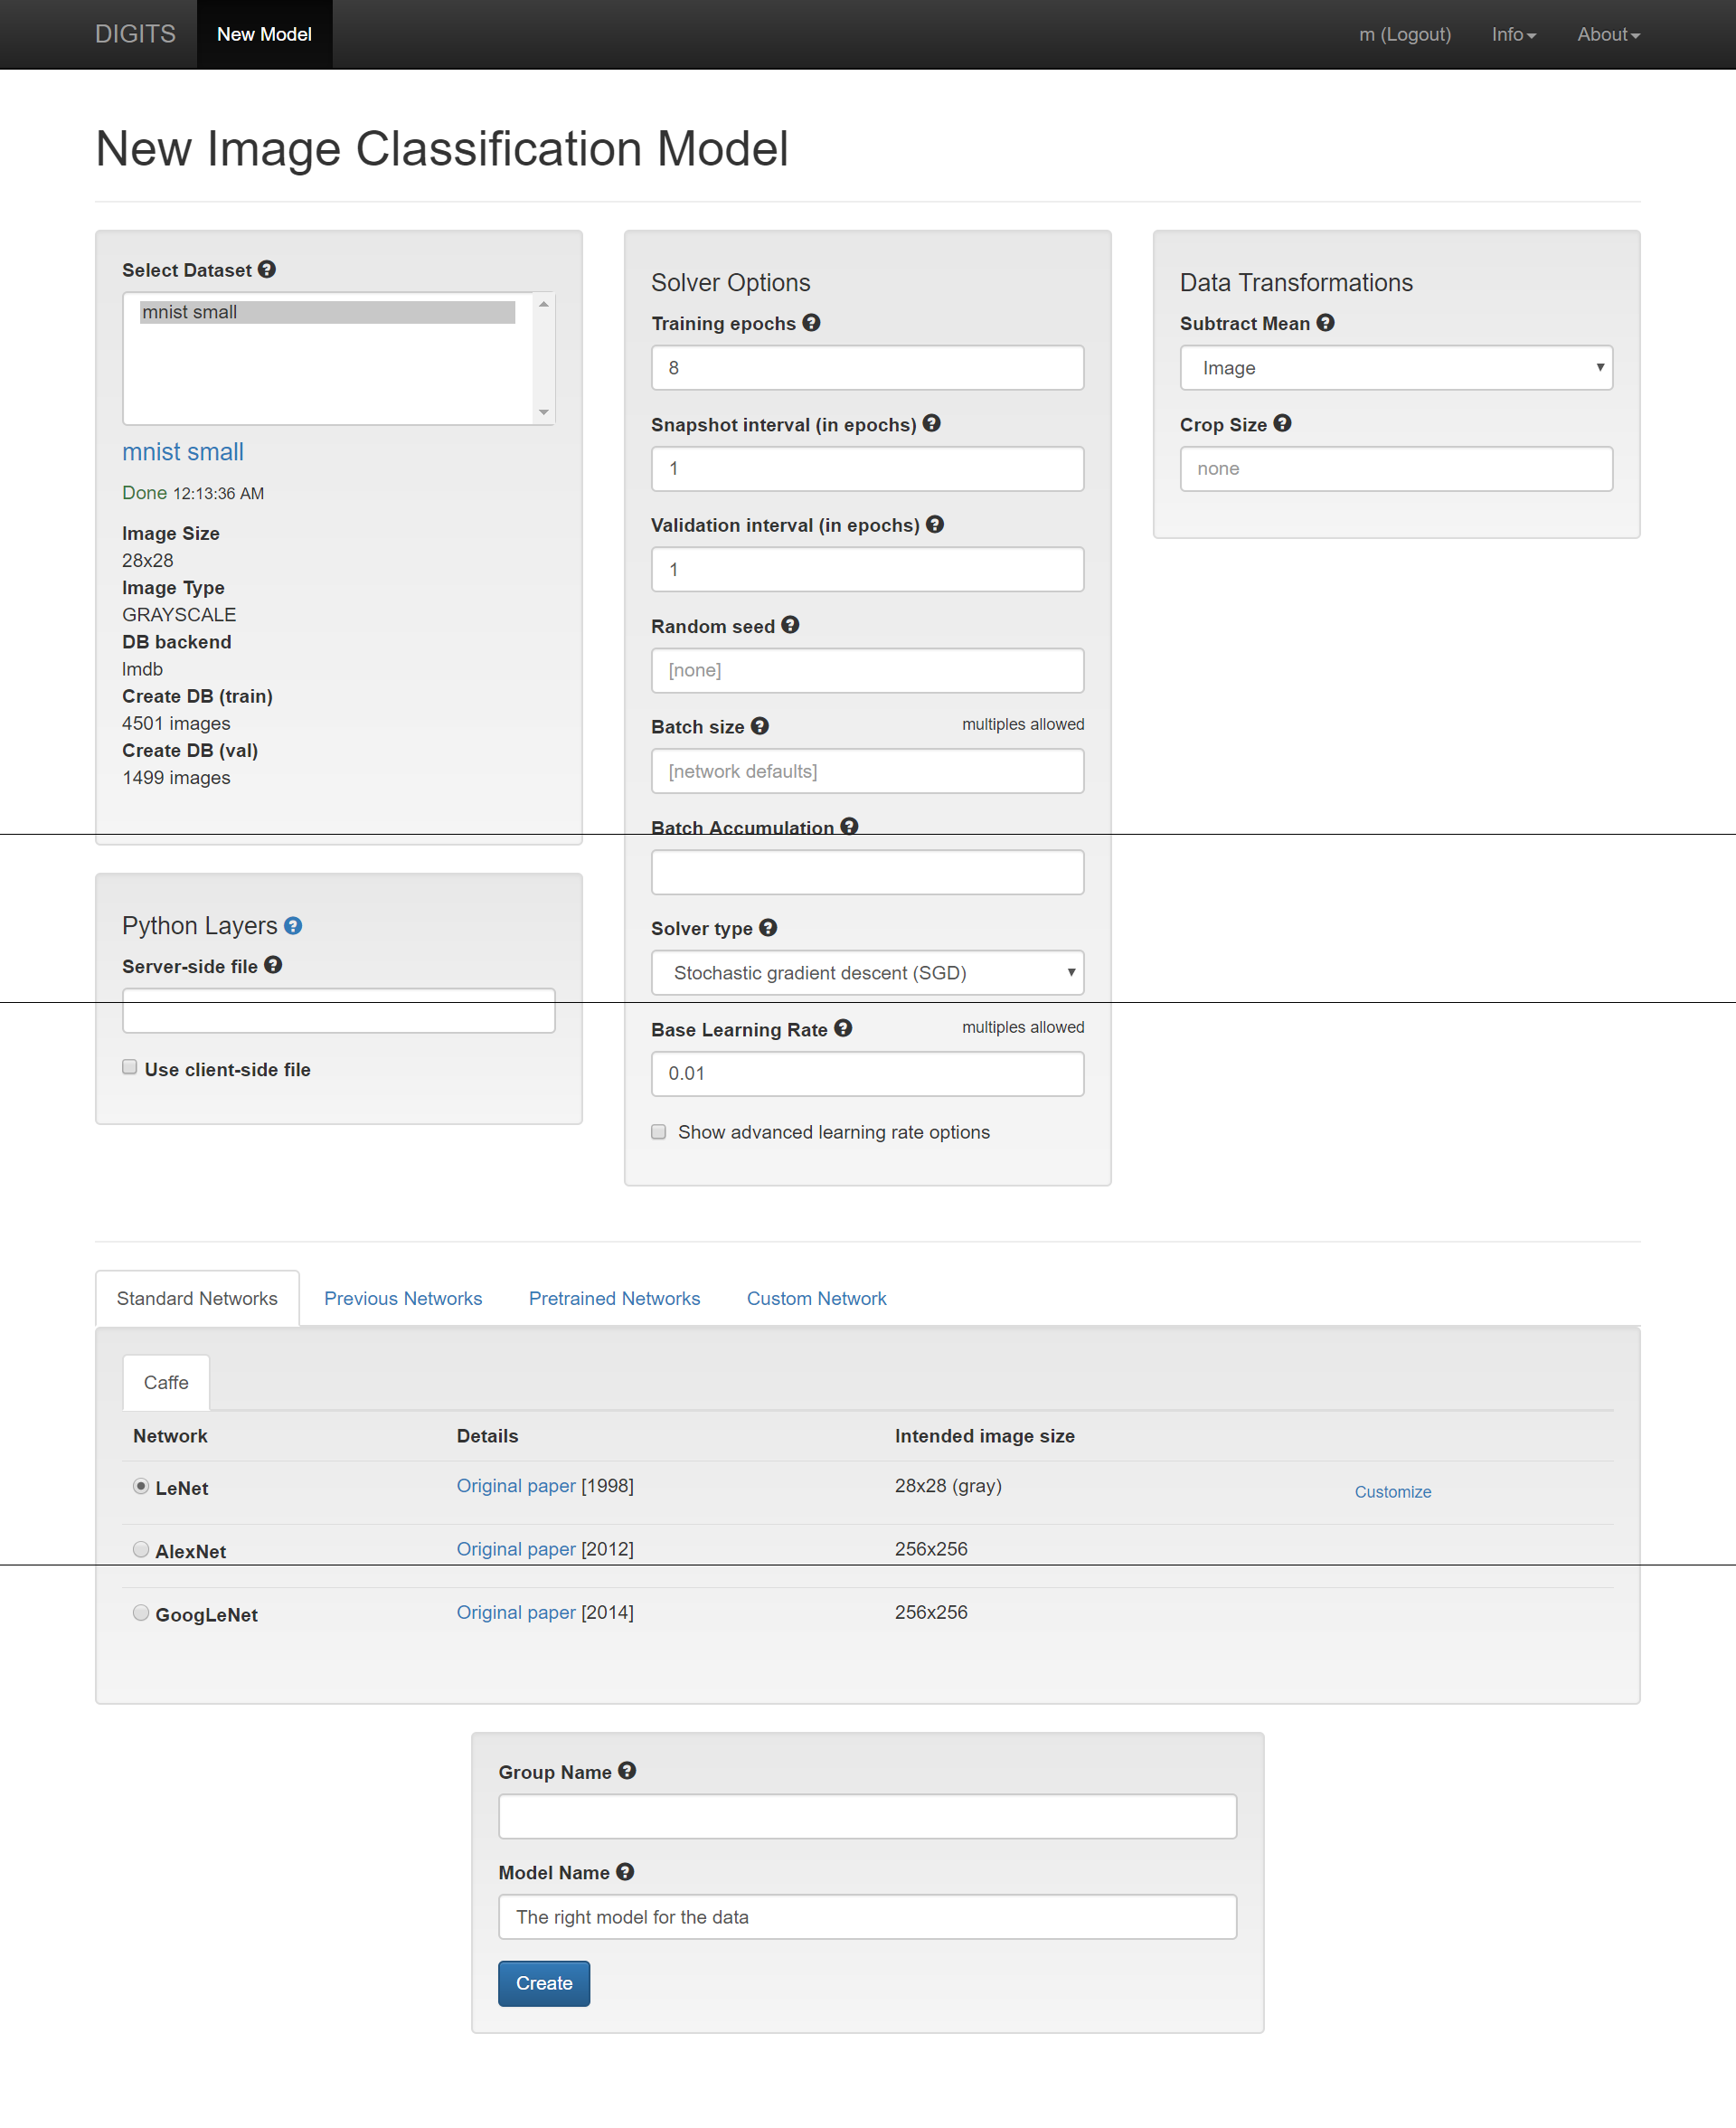 DIGITS New Model m (Logout) Info About
New Image Classification Model
Select Dataset
mnist small
mnist small
Done 12:13:36 AM
Image Size
28x28
Image Type
GRAYSCALE
DB backend
lmdb
Create DB (train)
4501 images
Create DB (val)
1499 images
Python Layers
Server-side file
Use client-side file
Solver Options
Training epochs
8
Snapshot interval (in epochs)
1
Validation interval (in epochs)
1
Random seed
[none]
Batch size multiples allowed
[network defaults]
Batch Accumulation
Solver type
Stochastic gradient descent (SGD)
Base Learning Rate multiples allowed
0.01
Show advanced learning rate options
Data Transformations
Subtract Mean
Image
Crop Size
none
Standard Networks Previous Networks Pretrained Networks Custom Network
Caffe
Network Details Intended image size
LeNet Original paper [1998] 28x28 (gray) Customize
AlexNet Original paper [2012] 256x256
GoogLeNet Original paper [2014] 256x256
Group Name
Model Name
The right model for the data
Create